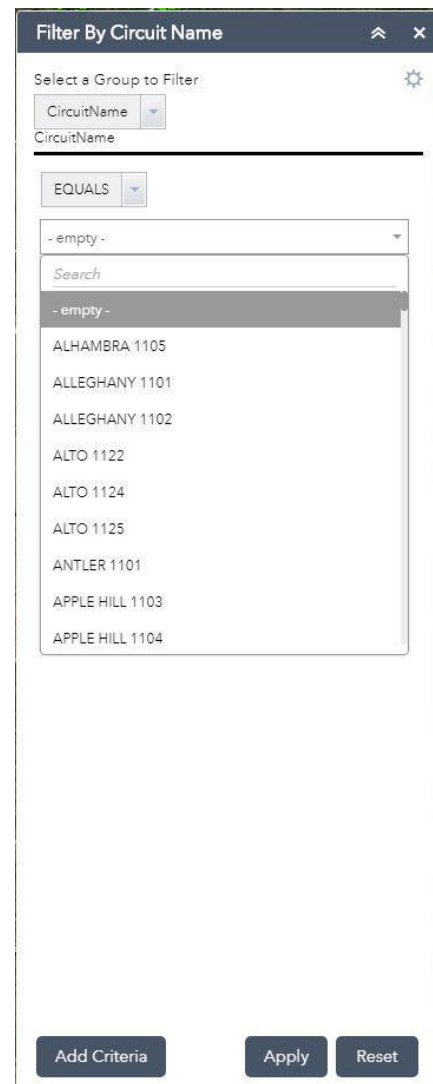 Filter By Circuit Name
Select a Group to Filter
CircuitName
CircuitName
EQUALS
- empty -
Search
- empty -
ALHAMBRA 1105
ALLEGHANY 1101
ALLEGHANY 1102
ALTO 1122
ALTO 1124
ALTO 1125
ANTLER 1101
APPLE HILL 1103
APPLE HILL 1104
Add Criteria Apply Reset